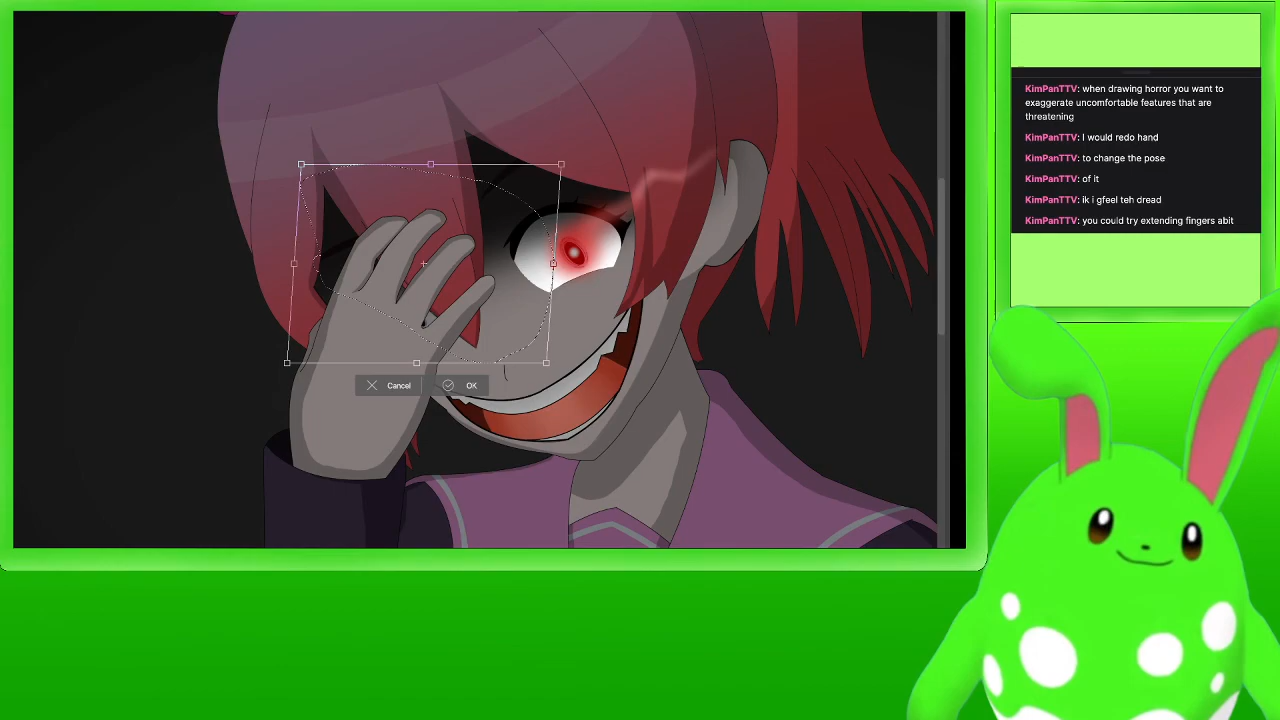 KimPanTTV: when drawing horror you want to
exaggerate uncomfortable features that are
threatening
KimPanTTV: I would redo hand
KimPanTTV: to change the pose
KimPanTTV: of it
KimPanTTV: ik i gfeel teh dread
KimPanTTV: you could try extending fingers abit
Cancel OK